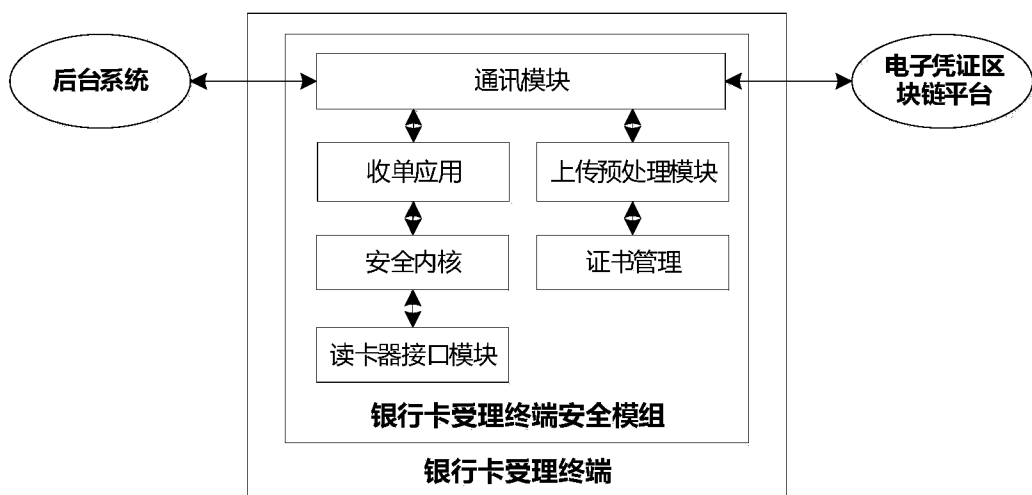 后台系统
通讯模块
电子凭证区
块链平台
收单应用
上传预处理模块
安全内核
证书管理
读卡器接口模块
银行卡受理终端安全模组
银行卡受理终端